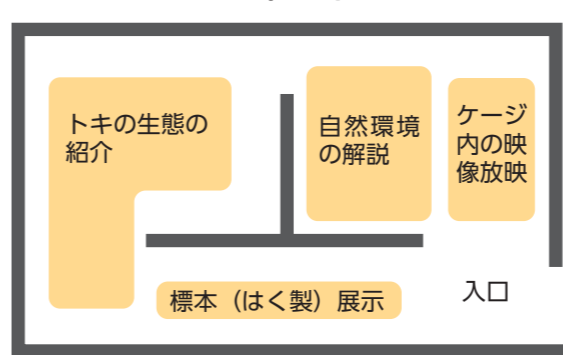 トキの生態の
紹介
自然環境
の解説
ケージ
内の映
像放映
標本（はく製）展示
入口